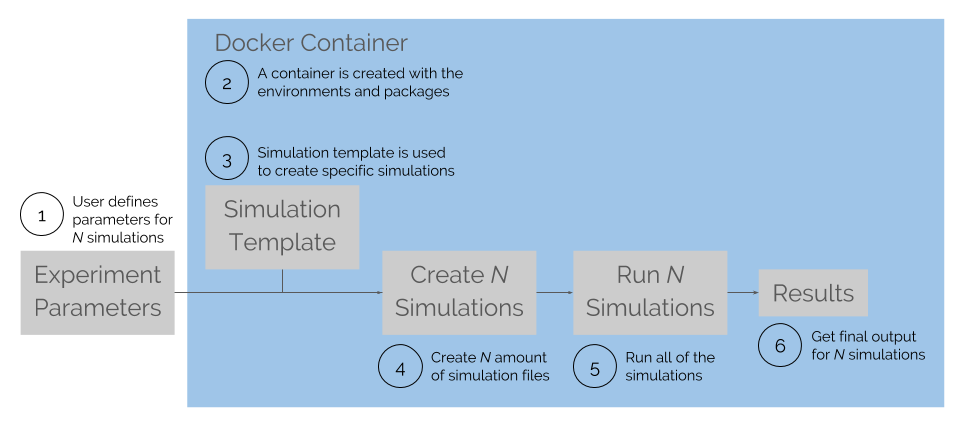 Docker Container
2
A container is created with the
environments and packages
3
Simulation template is used
to create specific simulations
1
User defines
parameters for
N simulations
Simulation
Template
Experiment
Parameters
Create N
Simulations
Run N
Simulations
Results
4
Create N amount
of simulation files
5
Run all of the
simulations
6
Get final output
for N simulations